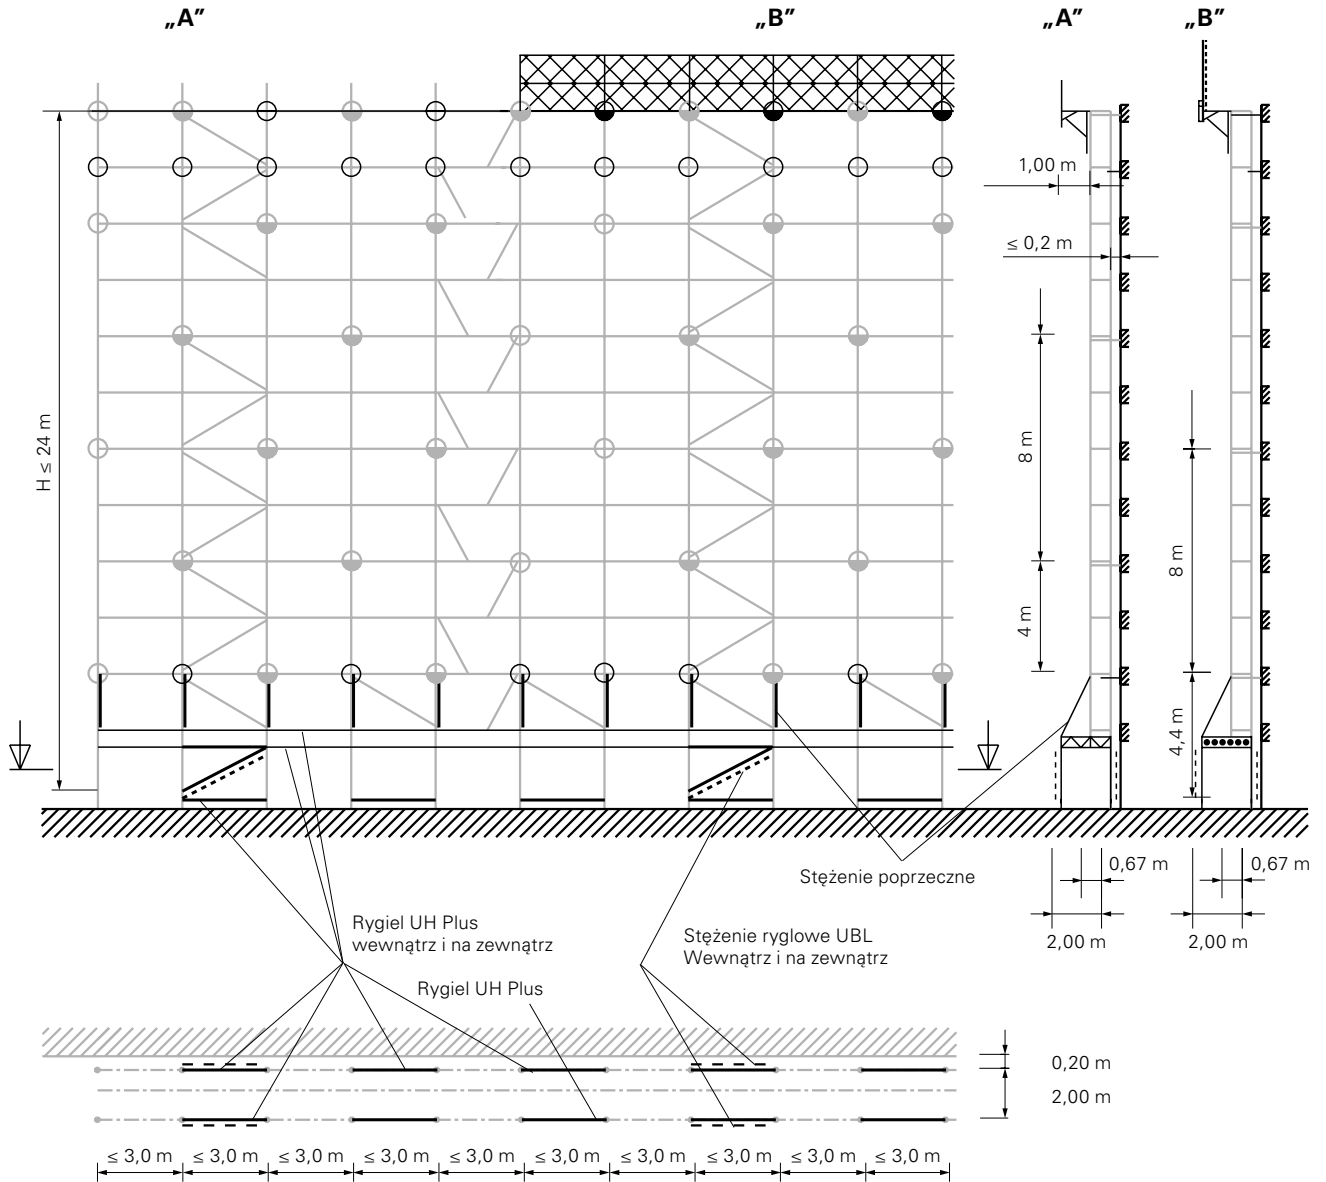 „A”
„B”
„A”
„B”
1,00 m
≤ 0,2 m
H ≤ 24 m
8 m
8 m
4 m
4,4 m
0,67 m
0,67 m
Stężenie poprzeczne
2,00 m
2,00 m
Rygiel UH Plus
wewnątrz i na zewnątrz
Stężenie ryglowe UBL
Wewnątrz i na zewnątrz
Rygiel UH Plus
0,20 m
2,00 m
≤ 3,0 m
≤ 3,0 m
≤ 3,0 m
≤ 3,0 m
≤ 3,0 m
≤ 3,0 m
≤ 3,0 m
≤ 3,0 m
≤ 3,0 m
≤ 3,0 m